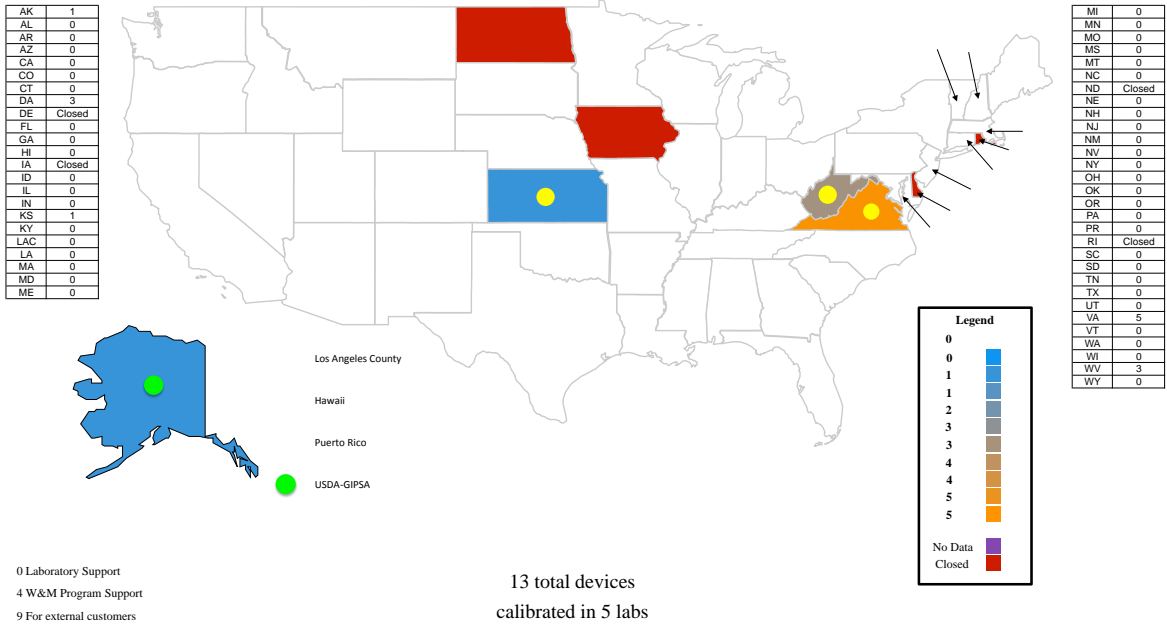 AK 1
AL 0
AR 0
AZ 0
CA 0
CO 0
CT 0
DA 3
DE Closed
FL 0
GA 0
HI 0
IA Closed
ID 0
IL 0
IN 0
KS 1
KY 0
LAC 0
LA 0
MA 0
MD 0
ME 0
MI 0
MN 0
MO 0
MS 0
MT 0
NC 0
ND Closed
NE 0
NH 0
NJ 0
NM 0
NV 0
NY 0
OH 0
OK 0
OR 0
PA 0
PR 0
RI Closed
SC 0
SD 0
TN 0
TX 0
UT 0
VA 5
VT 0
WA 0
WI 0
WV 3
WY 0
Los Angeles County
Hawaii
Puerto Rico
USDA-GIPSA
Legend
0
0
1
1
2
3
3
4
4
5
5
No Data
Closed
0 Laboratory Support
4 W&M Program Support
9 For external customers
13 total devices
calibrated in 5 labs